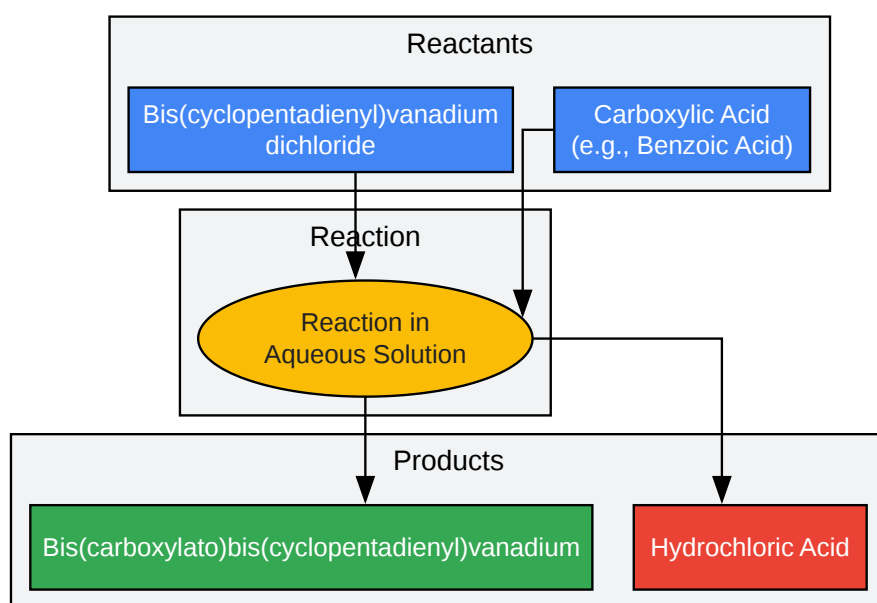 Reactants
Bis(cyclopentadienyl)vanadium
dichloride
Carboxylic Acid
(e.g., Benzoic Acid)
Reaction
Reaction in
Aqueous Solution
Products
Bis(carboxylato)bis(cyclopentadienyl)vanadium
Hydrochloric Acid